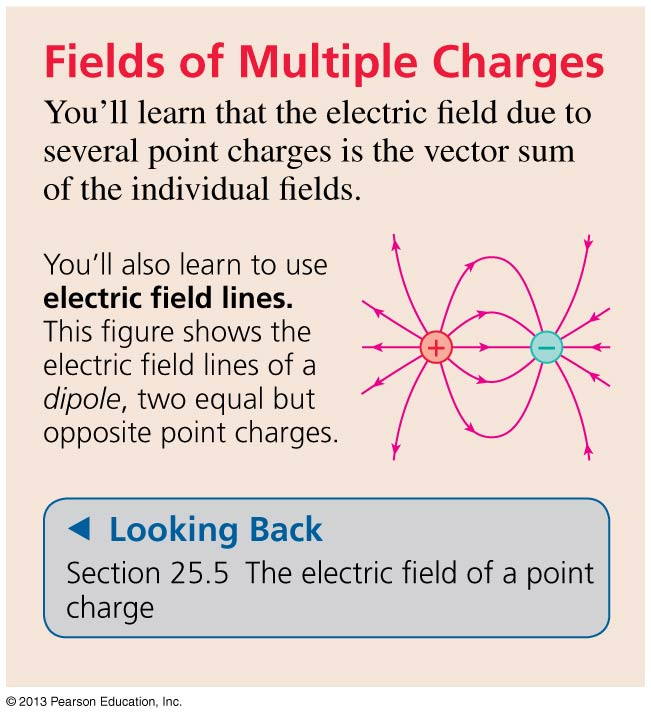 Fields of Multiple Charges
You'll learn that the electric field due to
several point charges is the vector sum
of the individual fields.
You'll also learn to use
electric field lines.
This figure shows the
electric field lines of a
dipole, two equal but
opposite point charges.
+
−
◀ Looking Back
Section 25.5 The electric field of a point
charge
© 2013 Pearson Education, Inc.